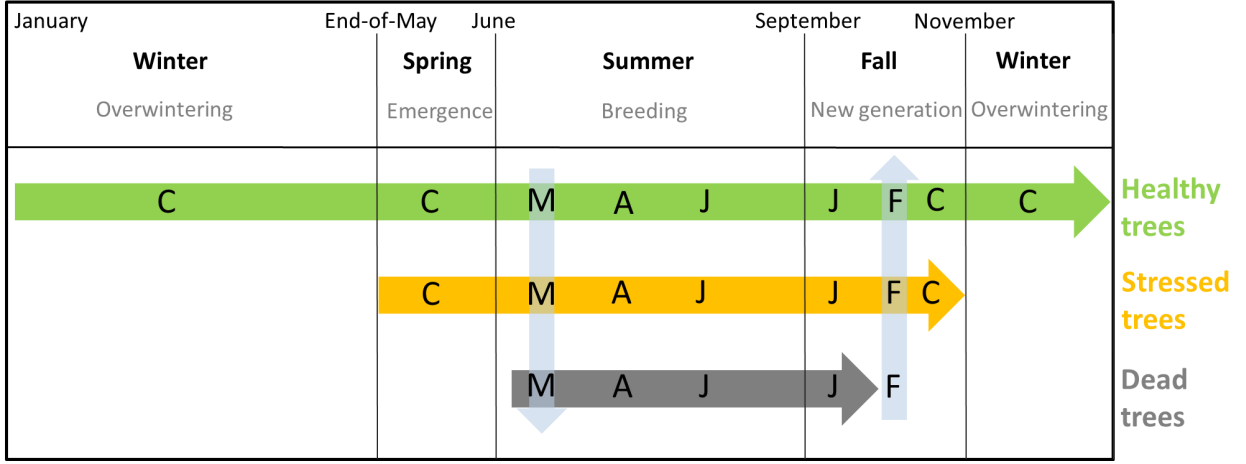 January End-of-May June September November
Winter Spring Summer Fall Winter
Overwintering Emergence Breeding New generation Overwintering
C C M A J J F C C Healthy
trees
C M A J J F C Stressed
trees
M A J J F Dead
trees